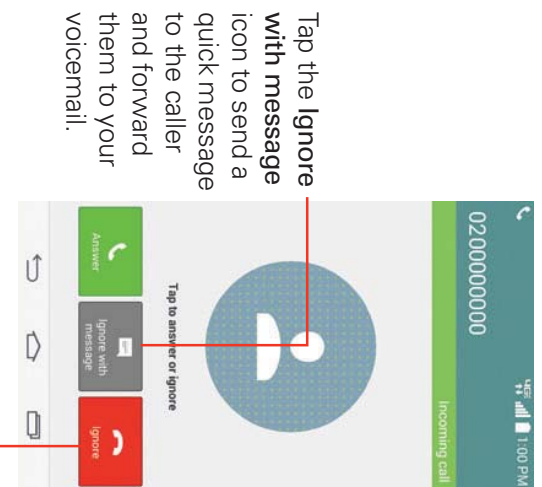 Tap the Ignore
with message
icon to send a
quick message
to the caller
and forward
them to your
voicemail.
4GE 1:00 PM
0200000000
Incoming call
Tap to answer or ignore
Answer
Ignore with
message
Ignore